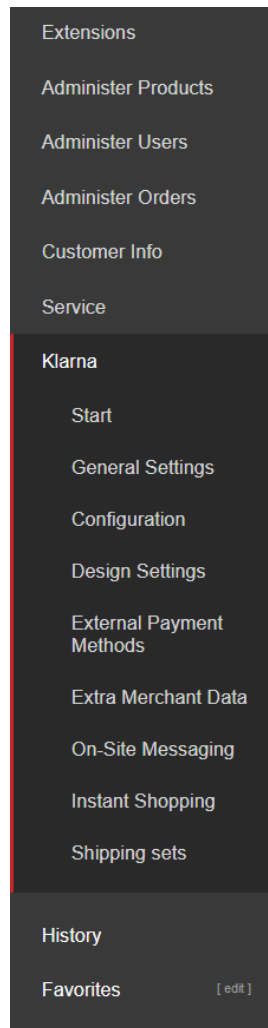 Extensions
Administer Products
Administer Users
Administer Orders
Customer Info
Service
Klarna
Start
General Settings
Configuration
Design Settings
External Payment
Methods
Extra Merchant Data
On-Site Messaging
Instant Shopping
Shipping sets
History
Favorites [ edit ]